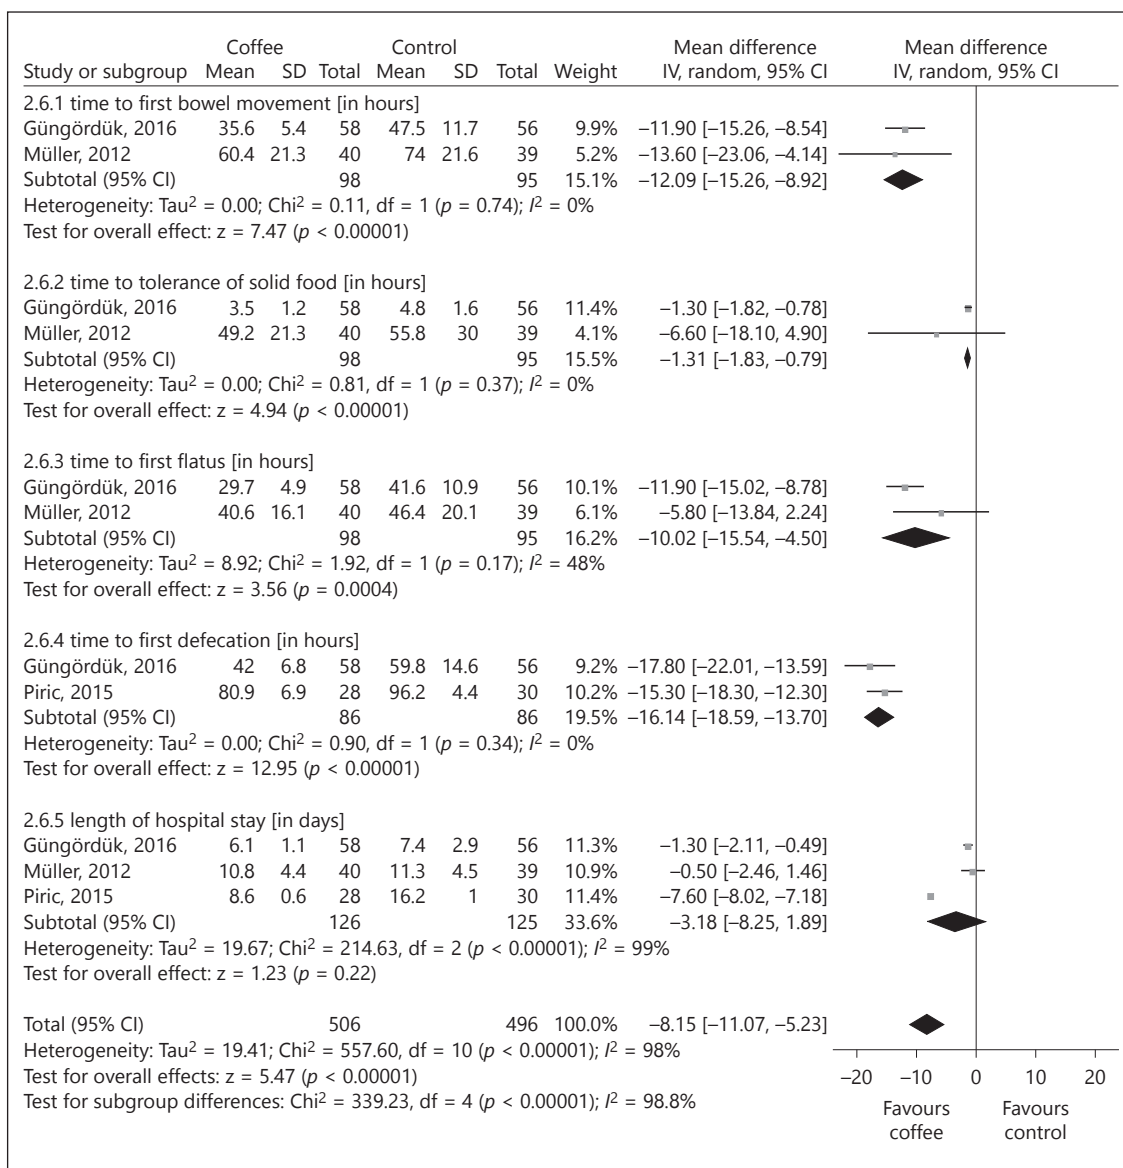 Coffee Control Mean difference Mean difference
Study or subgroup Mean SD Total Mean SD Total Weight IV, random, 95% CI IV, random, 95% CI
2.6.1 time to first bowel movement [in hours]
Güngördük, 2016 35.6 5.4 58 47.5 11.7 56 9.9% –11.90 [–15.26, –8.54]
Müller, 2012 60.4 21.3 40 74 21.6 39 5.2% –13.60 [–23.06, –4.14]
Subtotal (95% CI) 98 95 15.1% –12.09 [–15.26, –8.92]
Heterogeneity: Tau² = 0.00; Chi² = 0.11, df = 1 (p = 0.74); I² = 0%
Test for overall effect: z = 7.47 (p < 0.00001)
2.6.2 time to tolerance of solid food [in hours]
Güngördük, 2016 3.5 1.2 58 4.8 1.6 56 11.4% –1.30 [–1.82, –0.78]
Müller, 2012 49.2 21.3 40 55.8 30 39 4.1% –6.60 [–18.10, 4.90]
Subtotal (95% CI) 98 95 15.5% –1.31 [–1.83, –0.79]
Heterogeneity: Tau² = 0.00; Chi² = 0.81, df = 1 (p = 0.37); I² = 0%
Test for overall effect: z = 4.94 (p < 0.00001)
2.6.3 time to first flatus [in hours]
Güngördük, 2016 29.7 4.9 58 41.6 10.9 56 10.1% –11.90 [–15.02, –8.78]
Müller, 2012 40.6 16.1 40 46.4 20.1 39 6.1% –5.80 [–13.84, 2.24]
Subtotal (95% CI) 98 95 16.2% –10.02 [–15.54, –4.50]
Heterogeneity: Tau² = 8.92; Chi² = 1.92, df = 1 (p = 0.17); I² = 48%
Test for overall effect: z = 3.56 (p = 0.0004)
2.6.4 time to first defecation [in hours]
Güngördük, 2016 42 6.8 58 59.8 14.6 56 9.2% –17.80 [–22.01, –13.59]
Piric, 2015 80.9 6.9 28 96.2 4.4 30 10.2% –15.30 [–18.30, –12.30]
Subtotal (95% CI) 86 86 19.5% –16.14 [–18.59, –13.70]
Heterogeneity: Tau² = 0.00; Chi² = 0.90, df = 1 (p = 0.34); I² = 0%
Test for overall effect: z = 12.95 (p < 0.00001)
2.6.5 length of hospital stay [in days]
Güngördük, 2016 6.1 1.1 58 7.4 2.9 56 11.3% –1.30 [–2.11, –0.49]
Müller, 2012 10.8 4.4 40 11.3 4.5 39 10.9% –0.50 [–2.46, 1.46]
Piric, 2015 8.6 0.6 28 16.2 1 30 11.4% –7.60 [–8.02, –7.18]
Subtotal (95% CI) 126 125 33.6% –3.18 [–8.25, 1.89]
Heterogeneity: Tau² = 19.67; Chi² = 214.63, df = 2 (p < 0.00001); I² = 99%
Test for overall effect: z = 1.23 (p = 0.22)
Total (95% CI) 506 496 100.0% –8.15 [–11.07, –5.23]
Heterogeneity: Tau² = 19.41; Chi² = 557.60, df = 10 (p < 0.00001); I² = 98%
Test for overall effects: z = 5.47 (p < 0.00001)
Test for subgroup differences: Chi² = 339.23, df = 4 (p < 0.00001); I² = 98.8%
–20 –10 0 10 20
Favours Favours
coffee control